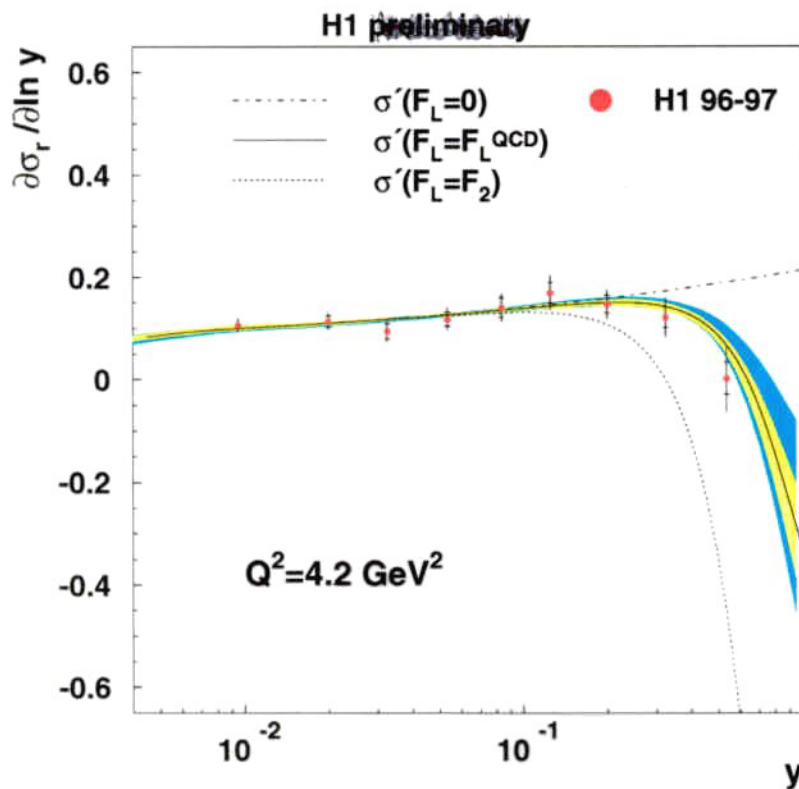 H1 preliminary
∂σr/∂ln y
0.6
0.4
0.2
0
-0.2
-0.4
-0.6
σ´(FL=0)
σ´(FL=FLQCD)
σ´(FL=F2)
H1 96-97
Q2=4.2 GeV2
10-2
10-1
y